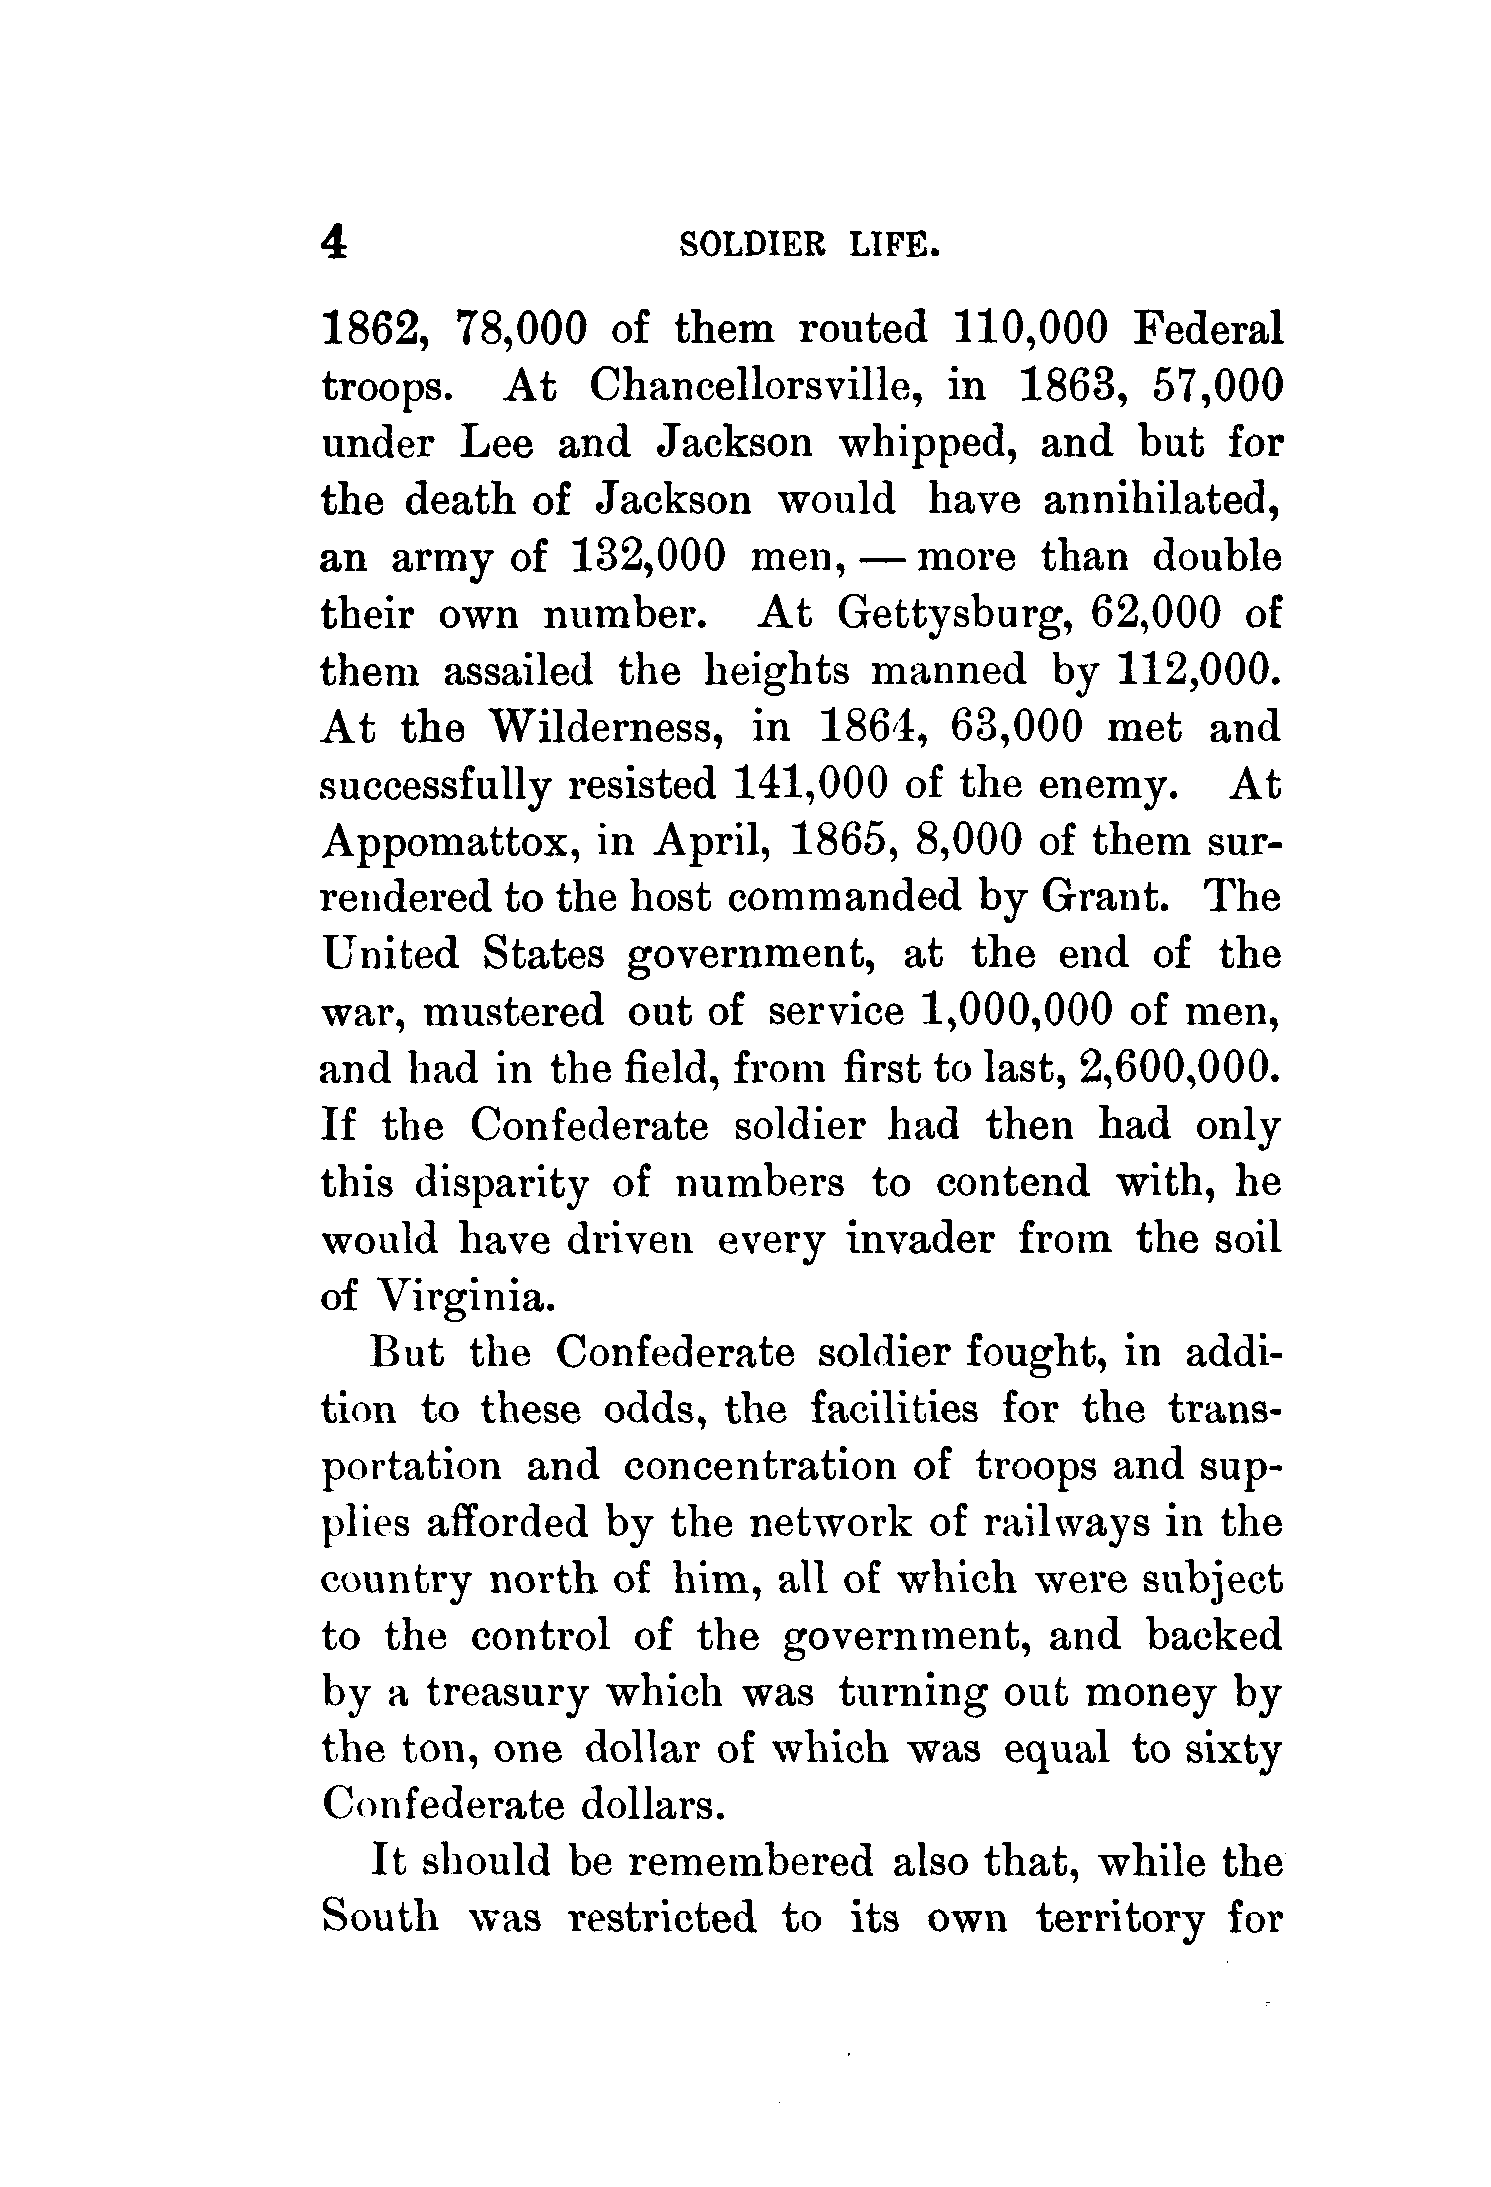 4 SOLDIER LIFE.
1862, 78,000 of them routed 110,000 Federal
troops. At Chancellorsville, in 1863, 57,000
under Lee and Jackson whipped, and but for
the death of Jackson would have annihilated,
an army of 132,000 men, — more than double
their own number. At Gettysburg, 62,000 of
them assailed the heights manned by 112,000.
At the Wilderness, in 1864, 63,000 met and
successfully resisted 141,000 of the enemy. At
Appomattox, in April, 1865, 8,000 of them sur-
rendered to the host commanded by Grant. The
United States government, at the end of the
war, mustered out of service 1,000,000 of men,
and had in the field, from first to last, 2,600,000.
If the Confederate soldier had then had only
this disparity of numbers to contend with, he
would have driven every invader from the soil
of Virginia.
But the Confederate soldier fought, in addi-
tion to these odds, the facilities for the trans-
portation and concentration of troops and sup-
plies afforded by the network of railways in the
country north of him, all of which were subject
to the control of the government, and backed
by a treasury which was turning out money by
the ton, one dollar of which was equal to sixty
Confederate dollars.
It should be remembered also that, while the
South was restricted to its own territory for